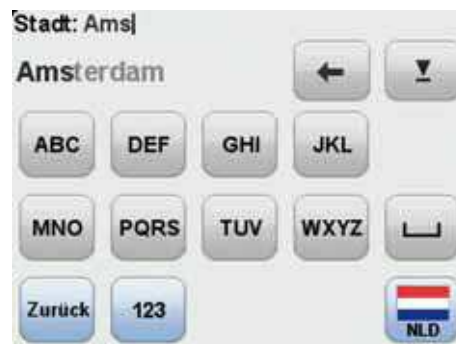 Stadt: Ams
Amsterdam
ABC DEF GHI JKL
MNO PQRS TUV WXYZ
Zurück 123 NLD